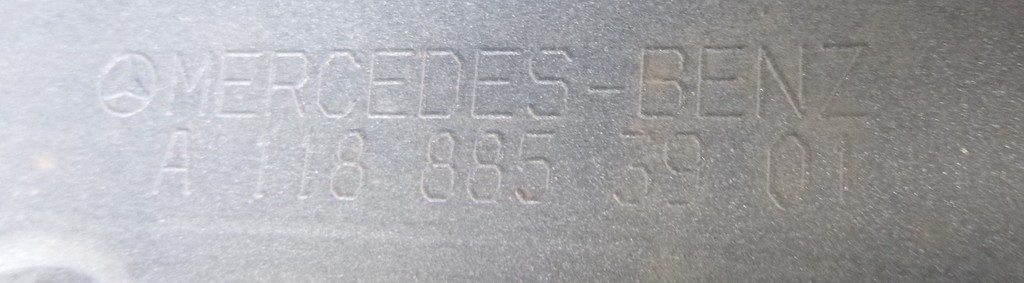 MERCEDES-BENZ
A 118 885 39 01